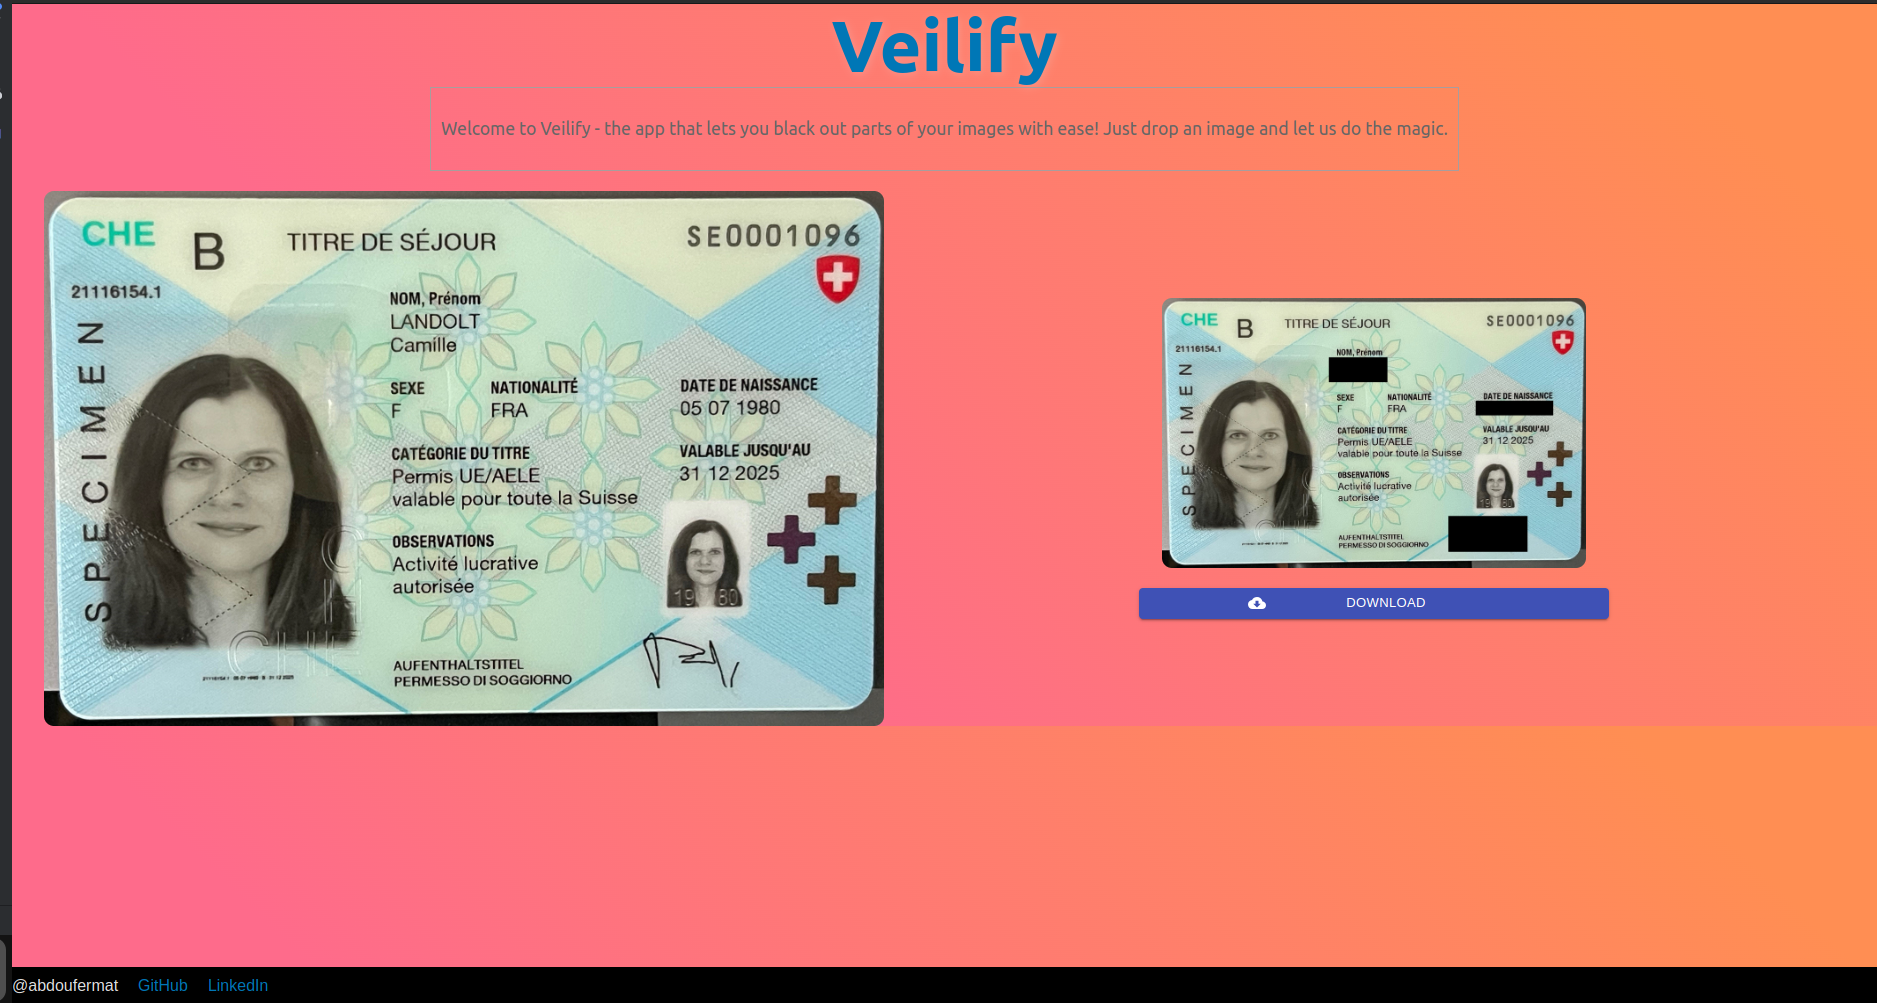 Veilify
Welcome to Veilify - the app that lets you black out parts of your images with ease! Just drop an image and let us do the magic.
CHE
B
TITRE DE SÉJOUR
SE0001096
21116154.1
SPECIMEN
NOM, Prénom
LANDOLT
Camille
SEXE
NATIONALITÉ
DATE DE NAISSANCE
F
FRA
05 07 1980
CATÉGORIE DU TITRE
VALABLE JUSQU'AU
Permis UE/AELE
31 12 2025
valable pour toute la Suisse
OBSERVATIONS
Activité lucrative
autorisée
19 80
CHE
AUFENTHALTSTITEL
PERMESSO DI SOGGIORNO
CHE
B
TITRE DE SÉJOUR
SE0001096
21116154.1
SPECIMEN
NOM, Prénom
SEXE
NATIONALITÉ
DATE DE NAISSANCE
F
FRA
CATÉGORIE DU TITRE
VALABLE JUSQU'AU
Permis UE/AELE
31 12 2025
valable pour toute la Suisse
OBSERVATIONS
Activité lucrative
autorisée
AUFENTHALTSTITEL
PERMESSO DI SOGGIORNO
DOWNLOAD
@abdoufermat GitHub LinkedIn